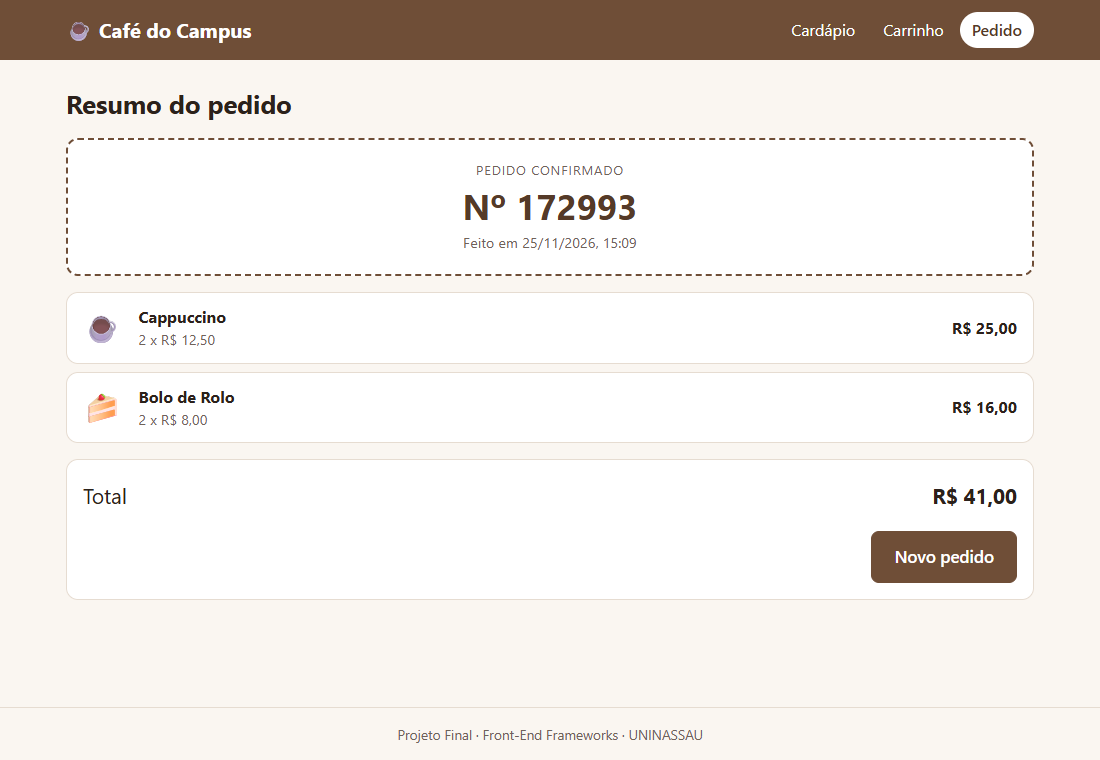 Café do Campus
Cardápio Carrinho Pedido
Resumo do pedido
PEDIDO CONFIRMADO
Nº 172993
Feito em 25/11/2026, 15:09
Cappuccino
2 x R$ 12,50
R$ 25,00
Bolo de Rolo
2 x R$ 8,00
R$ 16,00
Total
R$ 41,00
Novo pedido
Projeto Final · Front-End Frameworks · UNINASSAU